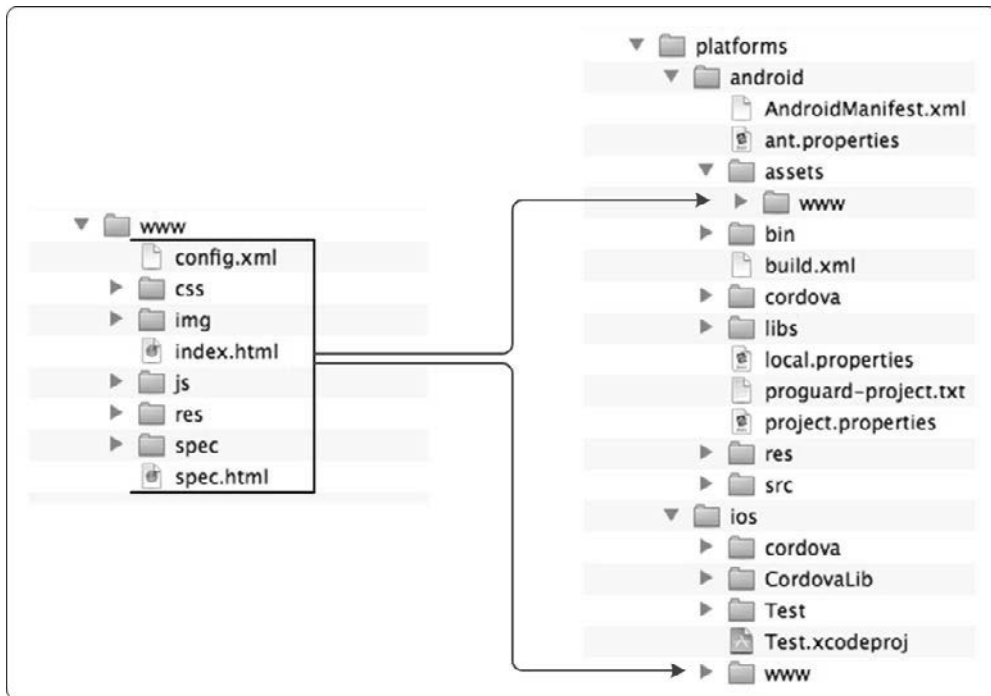 www
config.xml
css
img
index.html
js
res
spec
spec.html
platforms
android
AndroidManifest.xml
ant.properties
assets
www
bin
build.xml
cordova
libs
local.properties
proguard-project.txt
project.properties
res
src
ios
cordova
CordovaLib
Test
Test.xcodeproj
www